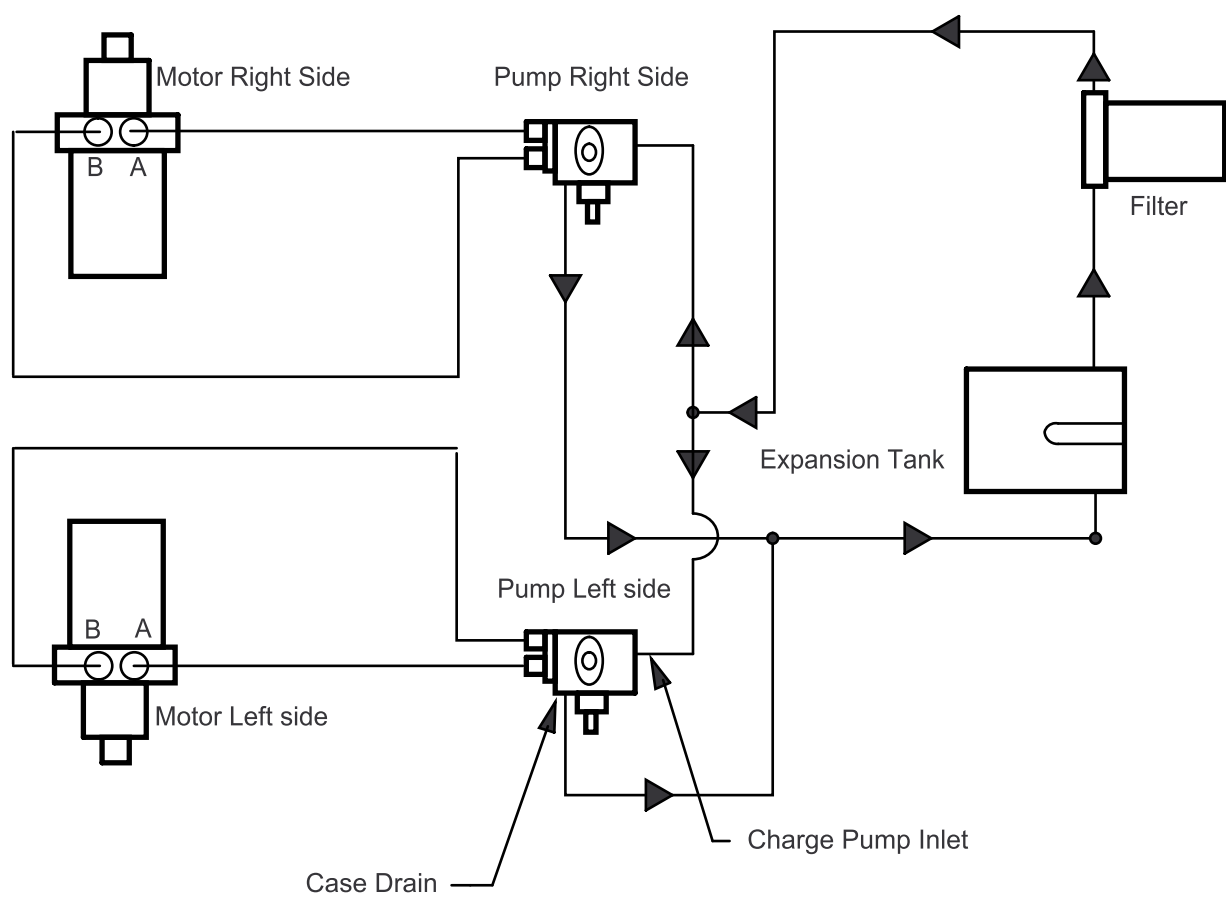 Motor Right Side
Pump Right Side
B A
Filter
Expansion Tank
Pump Left side
B A
Motor Left side
Charge Pump Inlet
Case Drain